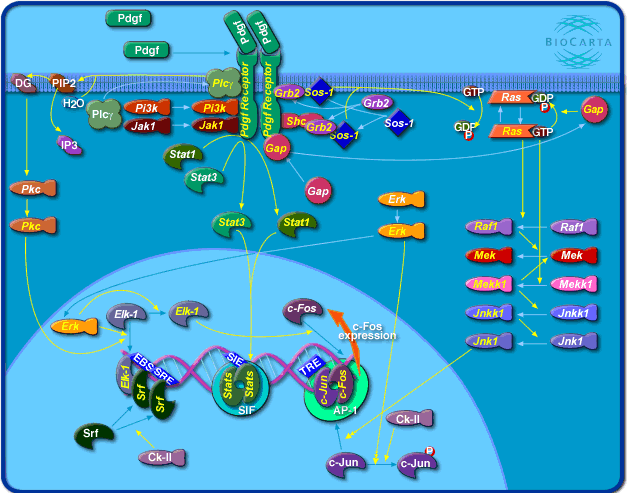 Pdgf
Pdgf
Pdgf
Pdgf
BIOCARTA
DG
PIP2
H2O
IP3
Plcγ
Plcγ
Pi3k
Pi3k
Jak1
Jak1
Pdgf Receptor
Pdgf Receptor
Grb2
Sos-1
Shc
Grb2
Sos-1
Grb2
Sos-1
GTP
GDP
P
Ras
GDP
P
Ras
GTP
Gap
Gap
Gap
Stat1
Stat3
Stat3
Stat1
Pkc
Pkc
Erk
Erk
Raf1
Raf1
Mek
Mek
Mekk1
Mekk1
Jnkk1
Jnkk1
Jnk1
Jnk1
Erk
Elk-1
Elk-1
c-Fos
c-Fos
expression
Elk-1
EBS
SRE
SIE
TRE
Srf
Srf
Stats
Stats
SIF
c-Jun
c-Fos
AP-1
Srf
Ck-II
Ck-II
c-Jun
c-Jun
P